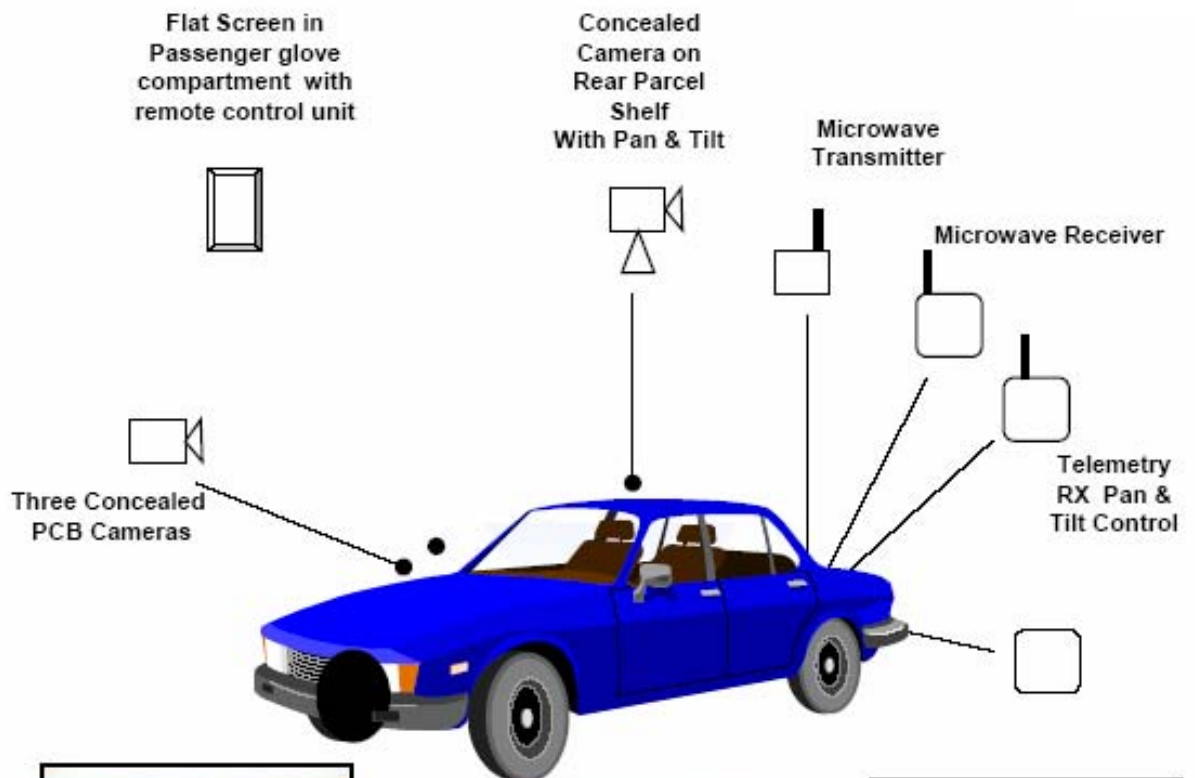 Flat Screen in
Passenger glove
compartment with
remote control unit
Concealed
Camera on
Rear Parcel
Shelf
With Pan & Tilt
Microwave
Transmitter
Microwave Receiver
Telemetry
RX Pan &
Tilt Control
Three Concealed
PCB Cameras